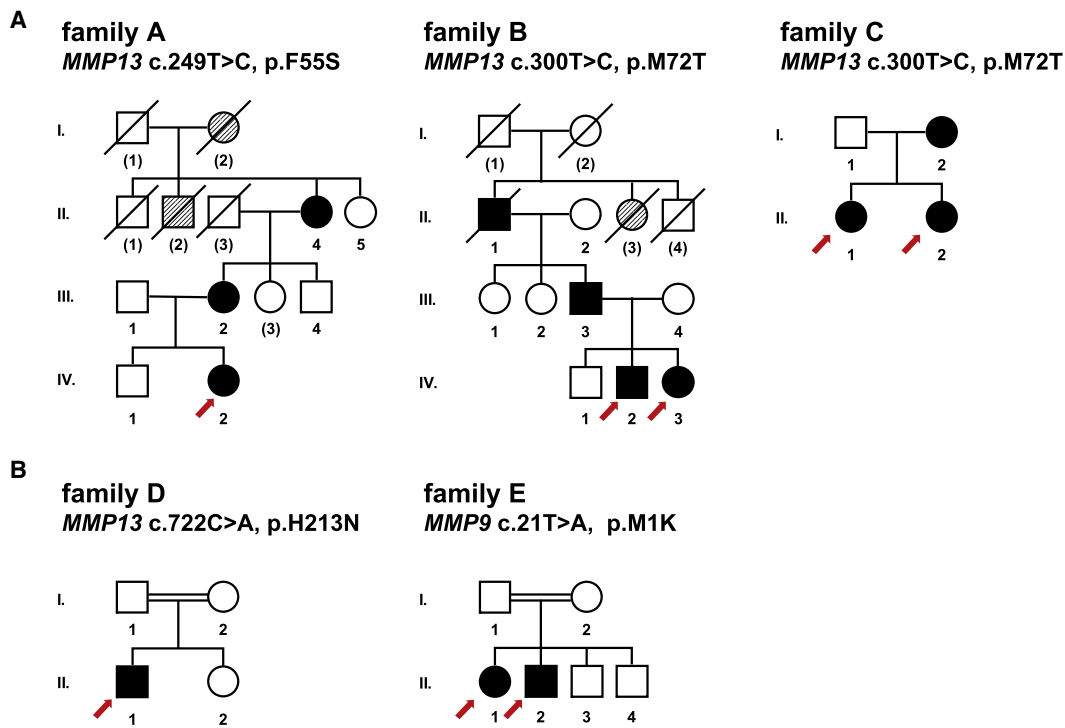 A
family A
MMP13 c.249T>C, p.F55S
I.
(1) (2)
II.
(1) (2) (3) 4 5
III.
1 2 (3) 4
IV.
1 2
family B
MMP13 c.300T>C, p.M72T
I.
(1) (2)
II.
1 2 (3) (4)
III.
1 2 3 4
IV.
1 2 3
family C
MMP13 c.300T>C, p.M72T
I.
1 2
II.
1 2
B
family D
MMP13 c.722C>A, p.H213N
I.
1 2
II.
1 2
family E
MMP9 c.21T>A, p.M1K
I.
1 2
II.
1 2 3 4